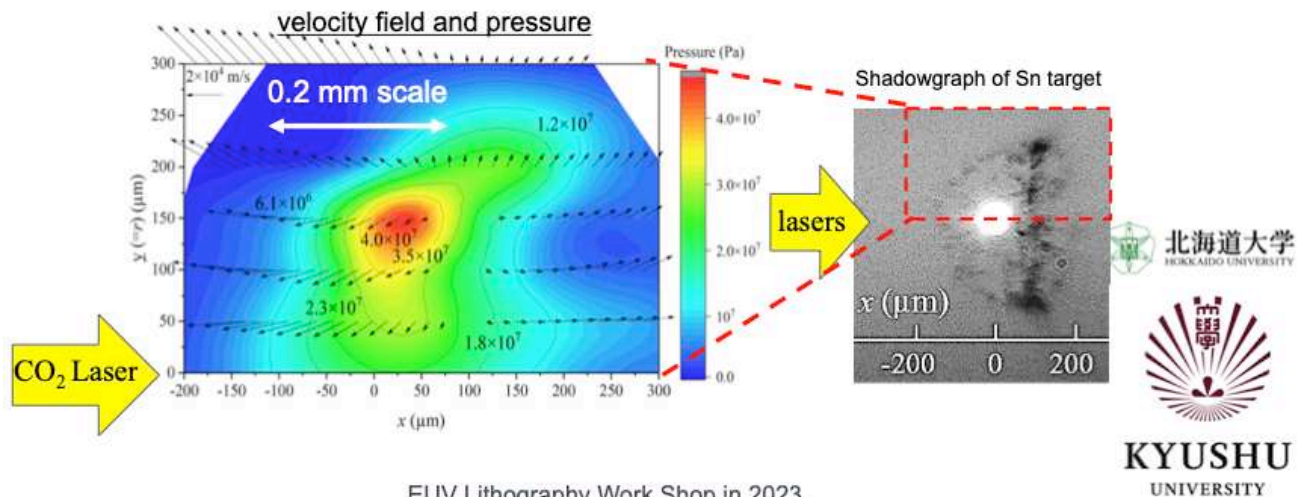 velocity field and pressure
Pressure (Pa)
2×10⁴ m/s
0.2 mm scale
1.2×10⁷
6.1×10⁶
4.0×10⁷
3.5×10⁷
2.3×10⁷
1.8×10⁷
300
250
200
150
100
50
0
y (=r) (μm)
-200 -150 -100 -50 0 50 100 150 200 250 300
x (μm)
4.0×10⁷
3.0×10⁷
2.0×10⁷
10⁷
0.0
CO₂ Laser
lasers
Shadowgraph of Sn target
x (μm)
-200 0 200
北海道大学
HOKKAIDO UNIVERSITY
大學
KYUSHU
UNIVERSITY
EUV Lithography Work Shop in 2023